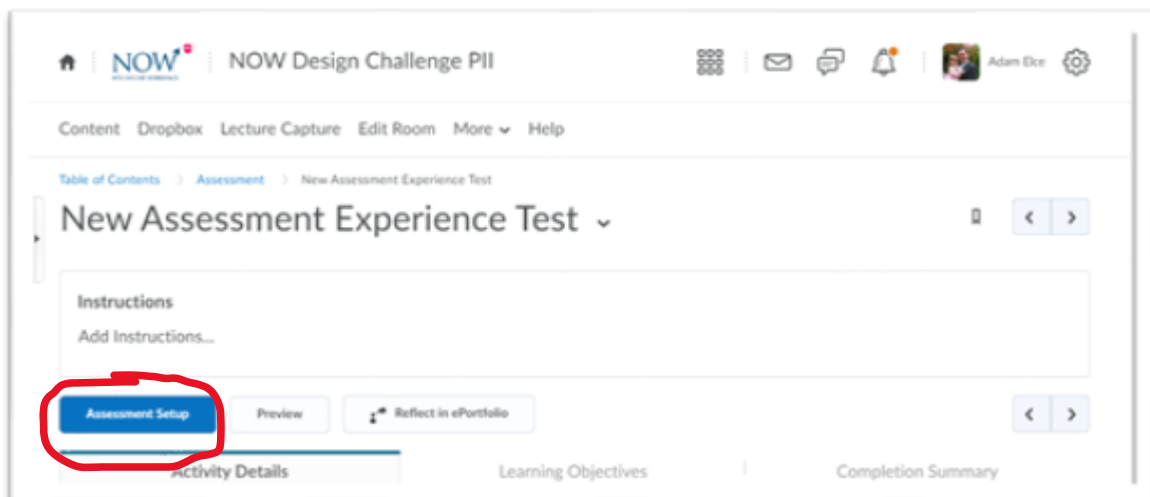 NOW NOW Design Challenge PII Adam Elce
Content Dropbox Lecture Capture Edit Room More Help
Table of Contents Assessment New Assessment Experience Test
New Assessment Experience Test
Instructions
Add Instructions...
Assessment Setup Preview Reflect in ePortfolio
Activity Details Learning Objectives Completion Summary